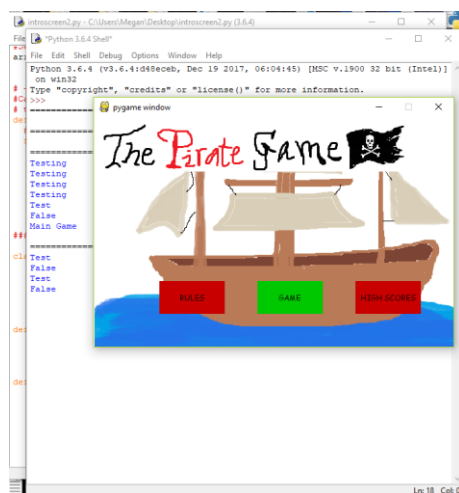 introscreen2.py - C:\Users\Megan\Desktop\introscreen2.py (3.6.4)
File
*Python 3.6.4 Shell*
File Edit Shell Debug Options Window Help
Python 3.6.4 (v3.6.4:d48eceb, Dec 19 2017, 06:04:45) [MSC v.1900 32 bit (Intel)]
on win32
Type "copyright", "credits" or "license()" for more information.
>>>
pygame window
The Pirate Game
Testing
Testing
Testing
Testing
Test
False
Main Game
Test
False
Test
False
RULES
GAME
HIGH SCORES
Ln: 18 Col: 0